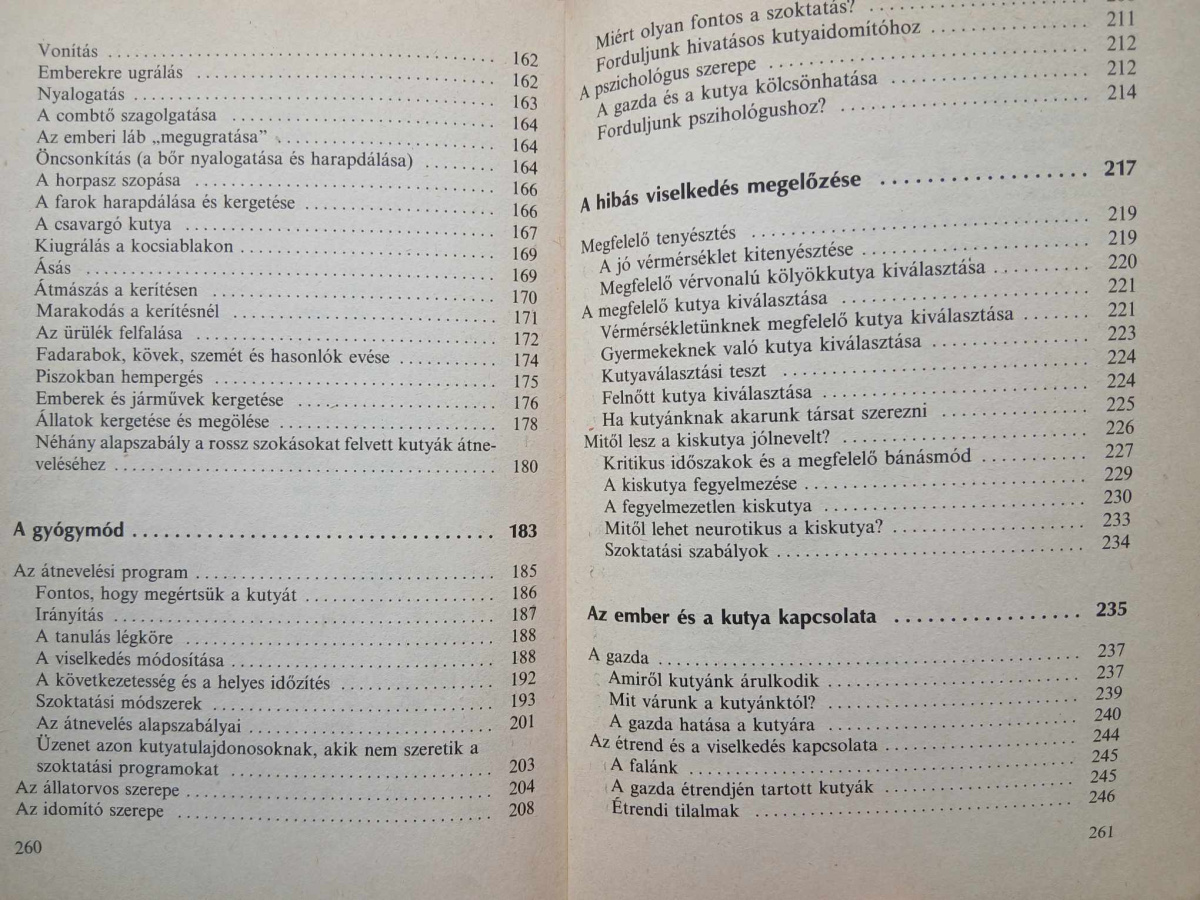 Vonítás 162
Emberekre ugrálás 162
Nyalogatás 163
A combtő szagolgatása 164
Az emberi láb „megugratása” 164
Öncsonkítás (a bőr nyalogatása és harapdálása) 164
A horpasz szopása 166
A farok harapdálása és kergetése 166
A csavargó kutya 167
Kiugrálás a kocsiablakon 169
Ásás 169
Átmászás a kerítésen 170
Marakodás a kerítésnél 171
Az ürülék felfalása 172
Fadarabok, kövek, szemét és hasonlók evése 174
Piszokban hempergés 175
Emberek és járművek kergetése 176
Állatok kergetése és megölése 178
Néhány alapszabály a rossz szokásokat felvett kutyák átne-
veléséhez 180
A gyógymód 183
Az átnevelési program 185
Fontos, hogy megértsük a kutyát 186
Irányítás 187
A tanulás légköre 188
A viselkedés módosítása 188
A következetesség és a helyes időzítés 192
Szoktatási módszerek 193
Az átnevelés alapszabályai 201
Üzenet azon kutyatulajdonosoknak, akik nem szeretik a
szoktatási programokat 203
Az állatorvos szerepe 204
Az idomító szerepe 208
260
Miért olyan fontos a szoktatás?
Forduljunk hivatásos kutyaidomítóhoz 211
A pszichológus szerepe 212
A gazda és a kutya kölcsönhatása 212
Forduljunk pszihológushoz? 214
A hibás viselkedés megelőzése 217
Megfelelő tenyésztés 219
A jó vérmérséklet kitenyésztése 219
Megfelelő vérvonalú kölyökkutya kiválasztása 220
A megfelelő kutya kiválasztása 221
Vérmérsékletünknek megfelelő kutya kiválasztása 221
Gyermekeknek való kutya kiválasztása 223
Kutyaválasztási teszt 224
Felnőtt kutya kiválasztása 224
Ha kutyánknak akarunk társat szerezni 225
Mitől lesz a kiskutya jólnevelt? 226
Kritikus időszakok és a megfelelő bánásmód 227
A kiskutya fegyelmezése 229
A fegyelmezetlen kiskutya 230
Mitől lehet neurotikus a kiskutya? 233
Szoktatási szabályok 234
Az ember és a kutya kapcsolata 235
A gazda 237
Amiről kutyánk árulkodik 237
Mit várunk a kutyánktól? 239
A gazda hatása a kutyára 240
Az étrend és a viselkedés kapcsolata 244
A falánk 245
A gazda étrendjén tartott kutyák 245
Étrendi tilalmak 246
261